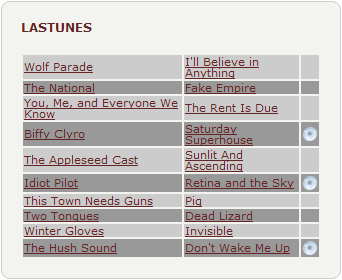 LASTUNES
Wolf Parade I'll Believe in
Anything
The National Fake Empire
You, Me, and Everyone We
Know The Rent Is Due
Biffy Clyro Saturday
Superhouse
The Appleseed Cast Sunlit And
Ascending
Idiot Pilot Retina and the Sky
This Town Needs Guns Pig
Two Tongues Dead Lizard
Winter Gloves Invisible
The Hush Sound Don't Wake Me Up